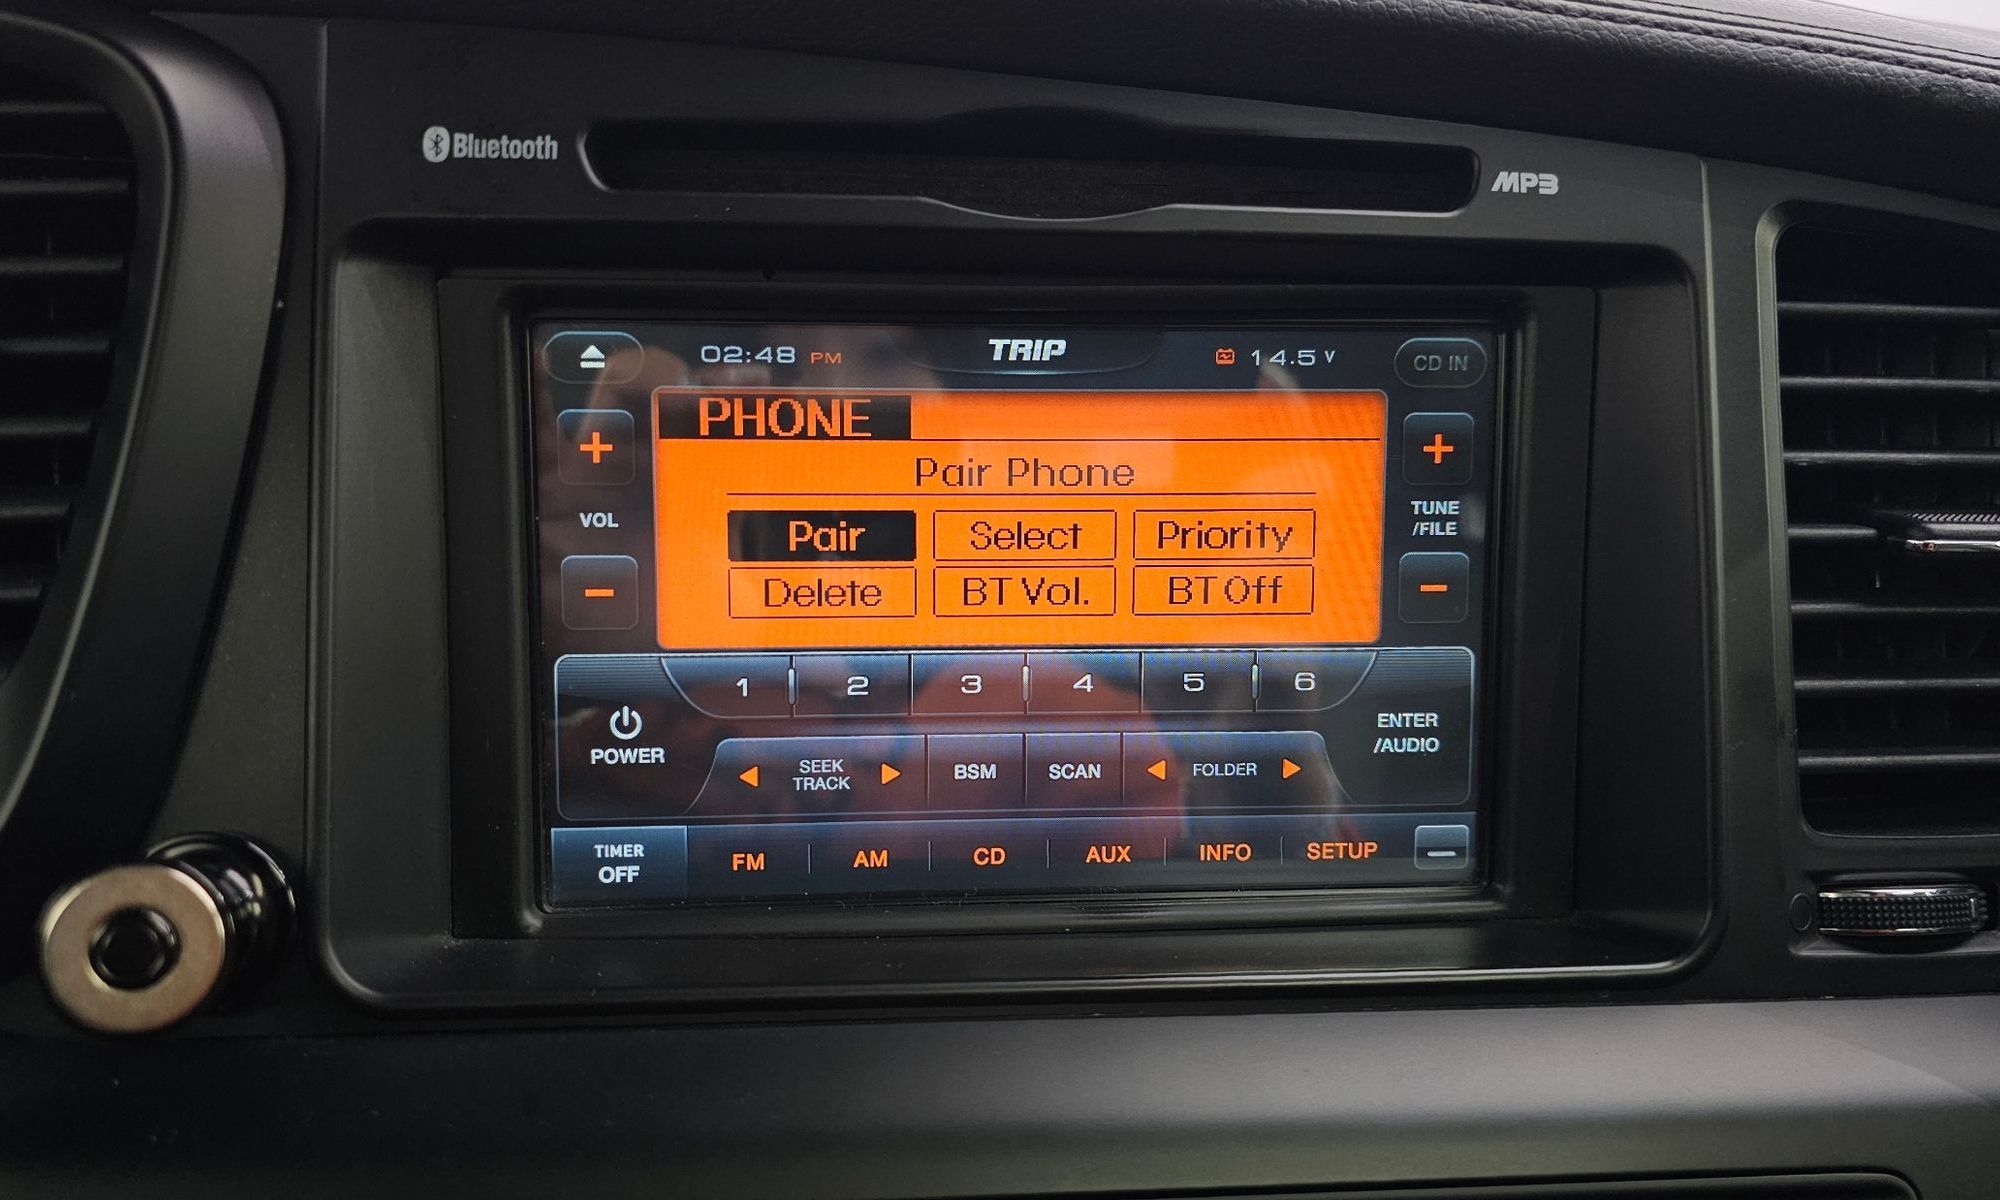 Bluetooth
MP3
02:48 PM
TRIP
14.5 V
CD IN
+
VOL
−
PHONE
Pair Phone
Pair Select Priority
Delete BT Vol. BT Off
+
TUNE
/FILE
−
1 2 3 4 5 6
POWER
SEEK
TRACK
BSM
SCAN
FOLDER
ENTER
/AUDIO
TIMER
OFF
FM AM CD AUX INFO SETUP